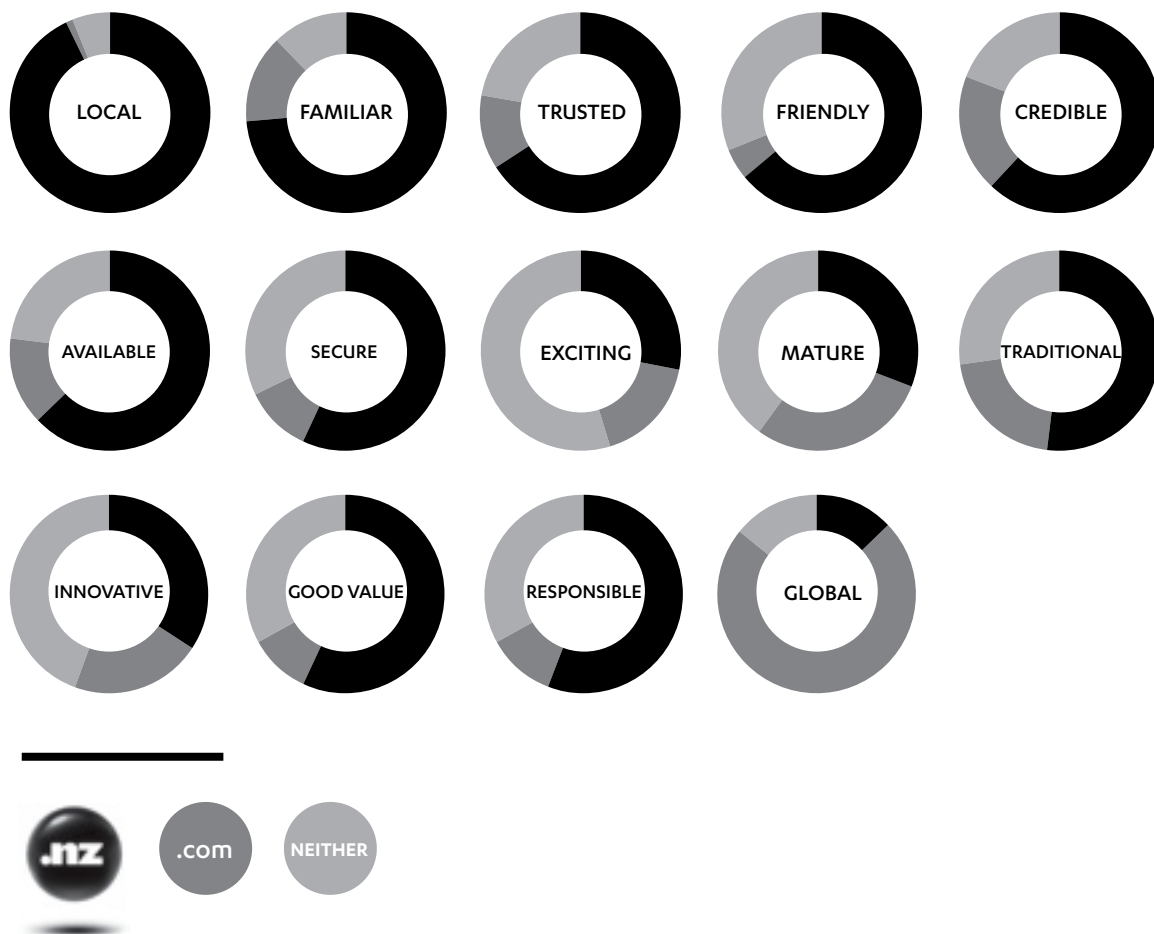 LOCAL
FAMILIAR
TRUSTED
FRIENDLY
CREDIBLE
AVAILABLE
SECURE
EXCITING
MATURE
TRADITIONAL
INNOVATIVE
GOOD VALUE
RESPONSIBLE
GLOBAL
.nz
.com
NEITHER